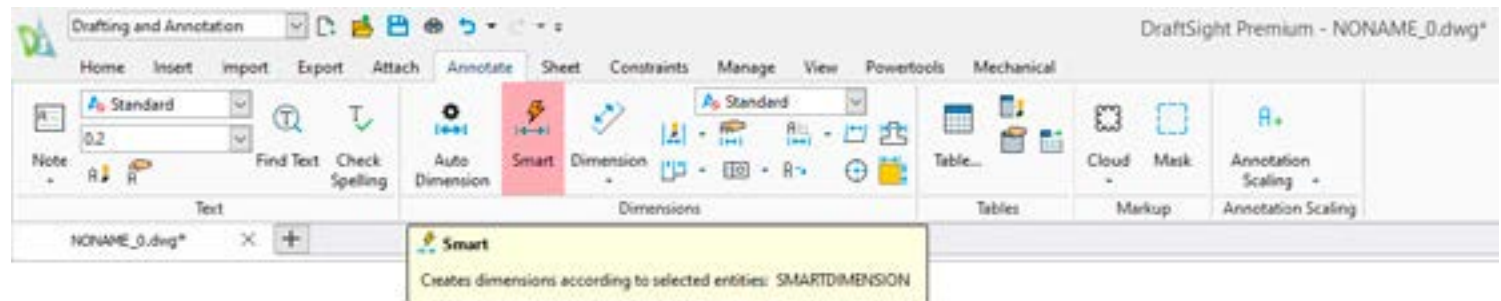 Drafting and Annotation
DraftSight Premium - NONAME_0.dwg*
Home Insert Import Export Attach Annotate Sheet Constraints Manage View Powertools Mechanical
Standard
0.2
Note
Find Text
Check
Spelling
Auto
Dimension
Smart
Dimension
Standard
Table...
Cloud
Mask
Annotation
Scaling
Text
Dimensions
Tables
Markup
Annotation Scaling
NONAME_0.dwg*
Smart
Creates dimensions according to selected entities: SMARTDIMENSION